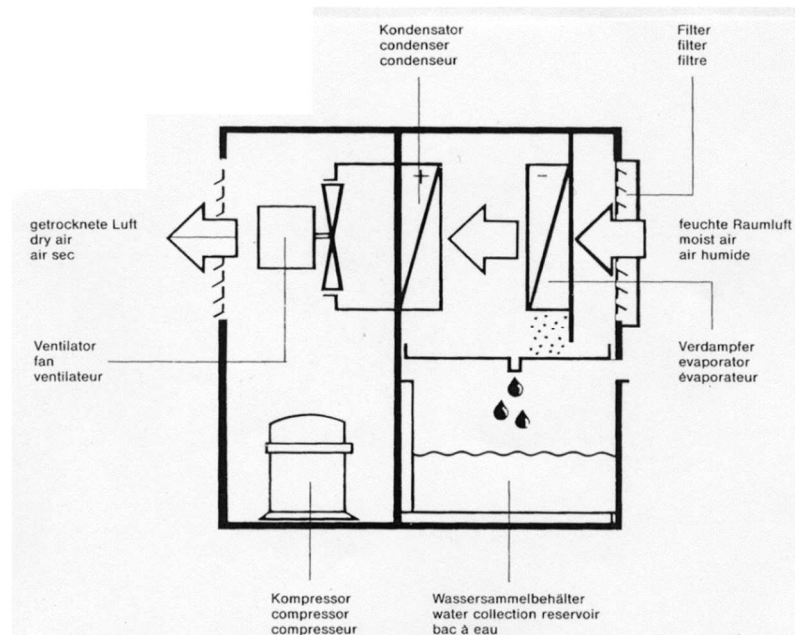 Kondensator
condenser
condenseur
Filter
filter
filtre
+
−
getrocknete Luft
dry air
air sec
feuchte Raumluft
moist air
air humide
Ventilator
fan
ventilateur
Verdampfer
evaporator
évaporateur
Kompressor
compressor
compresseur
Wassersammelbehälter
water collection reservoir
bac à eau